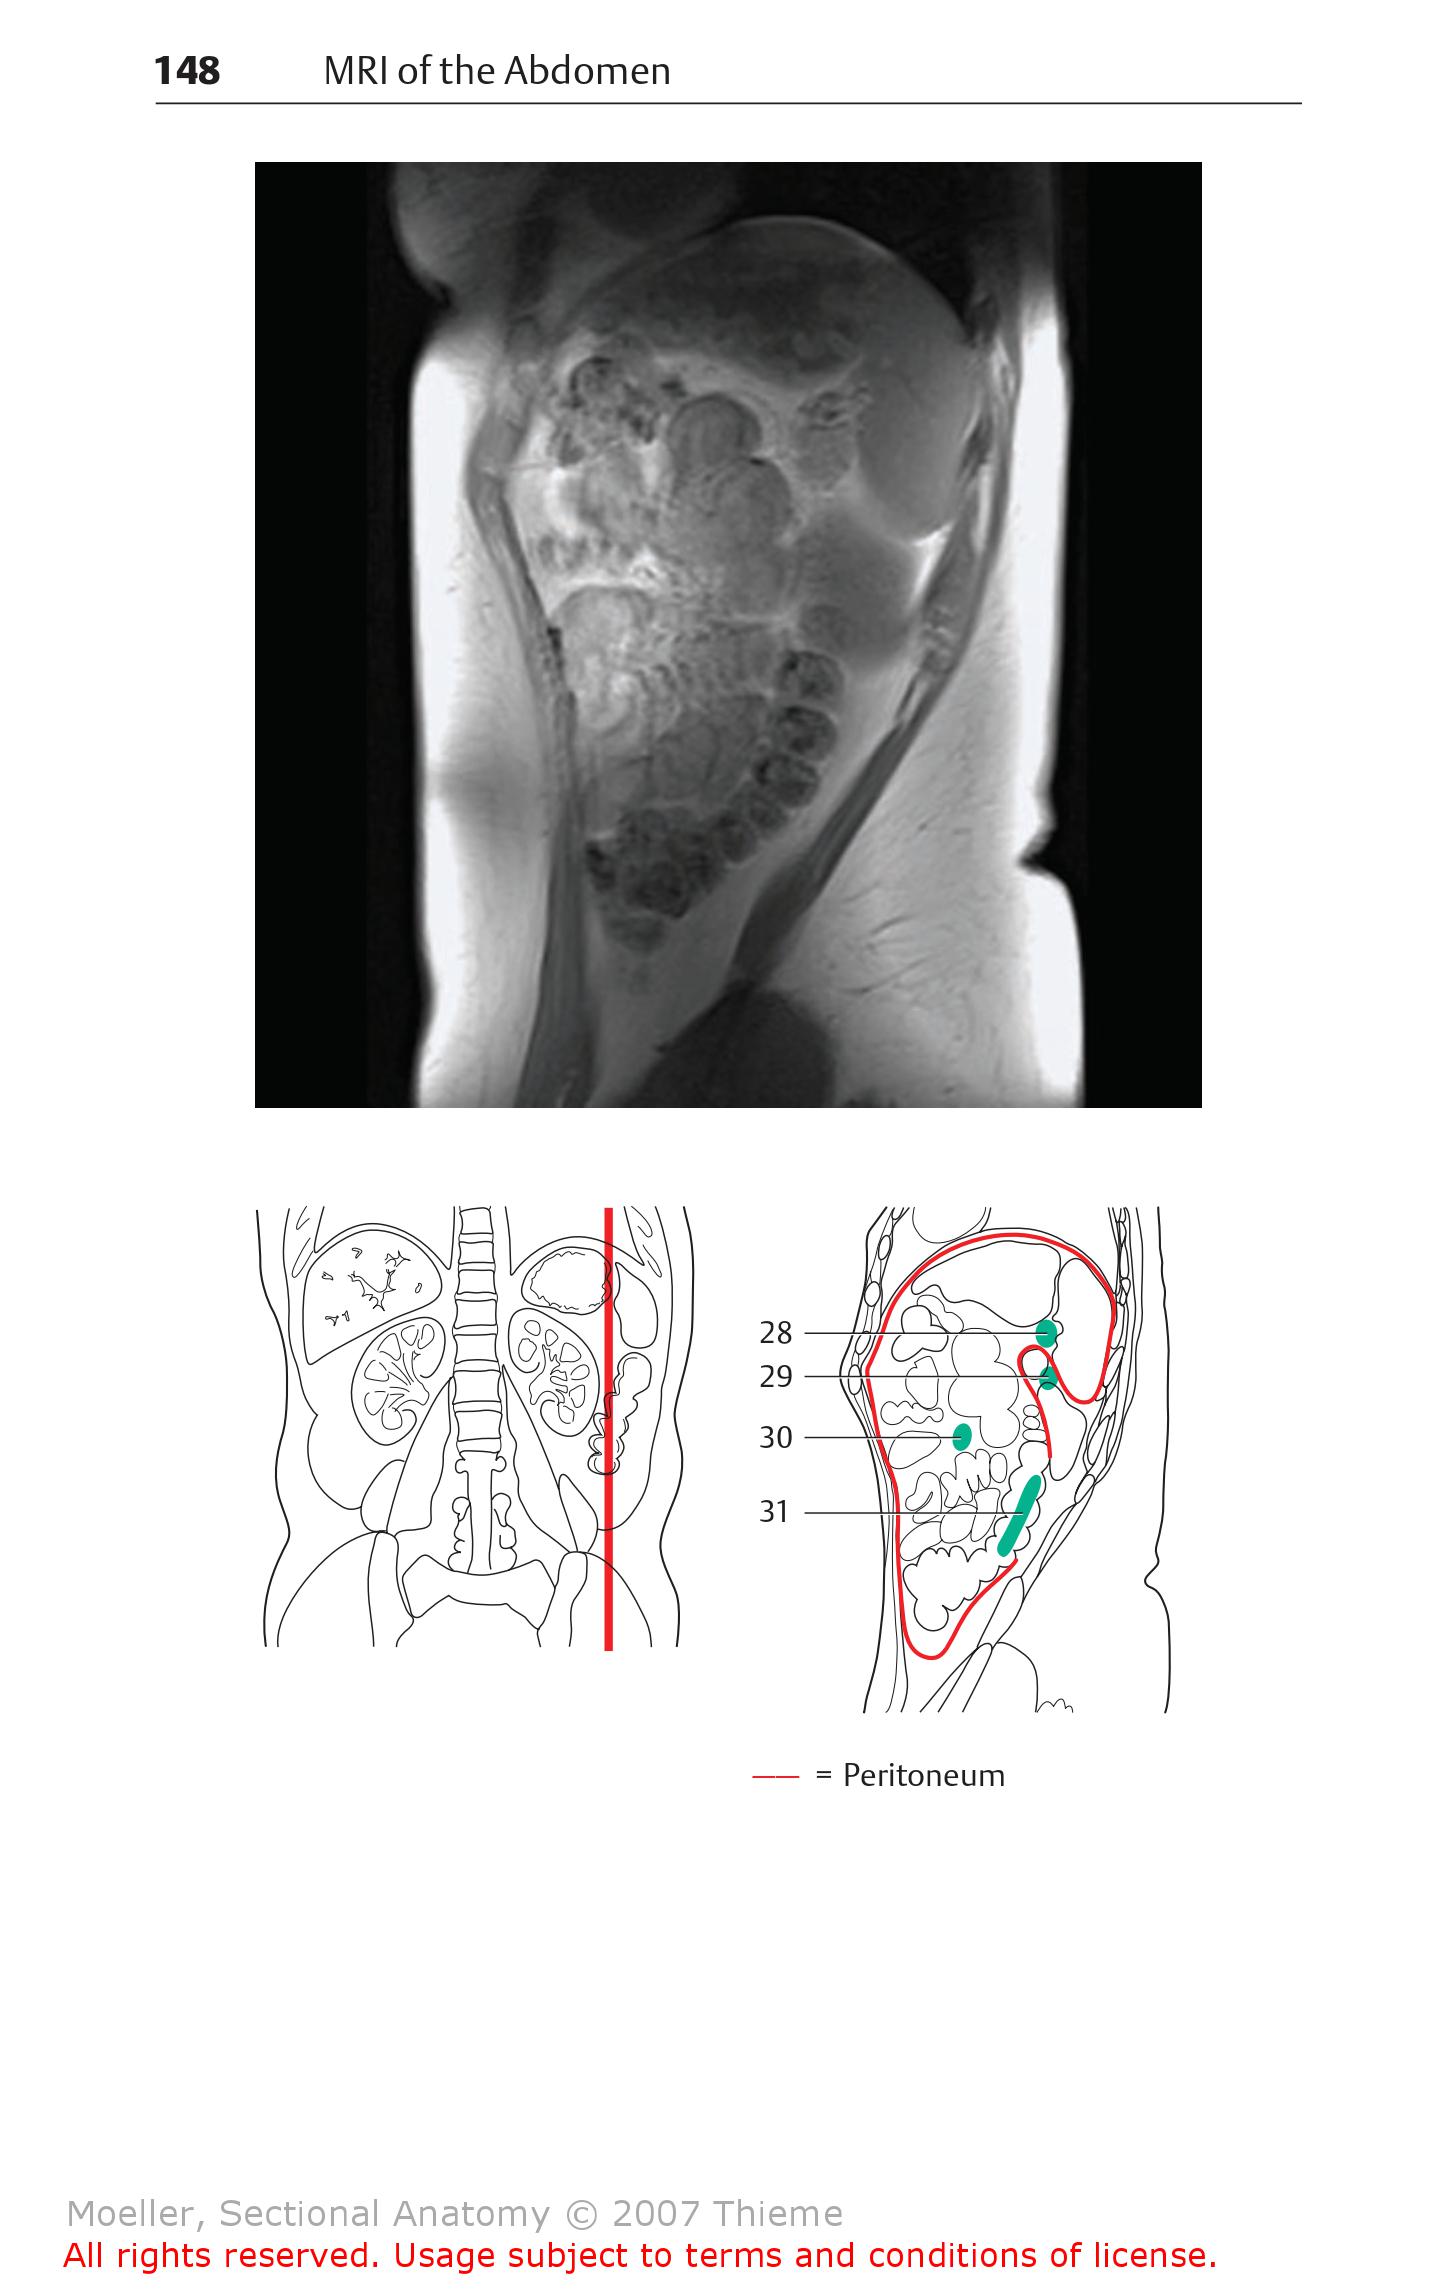 148 MRI of the Abdomen
28
29
30
31
—— = Peritoneum
Moeller, Sectional Anatomy © 2007 Thieme
All rights reserved. Usage subject to terms and conditions of license.